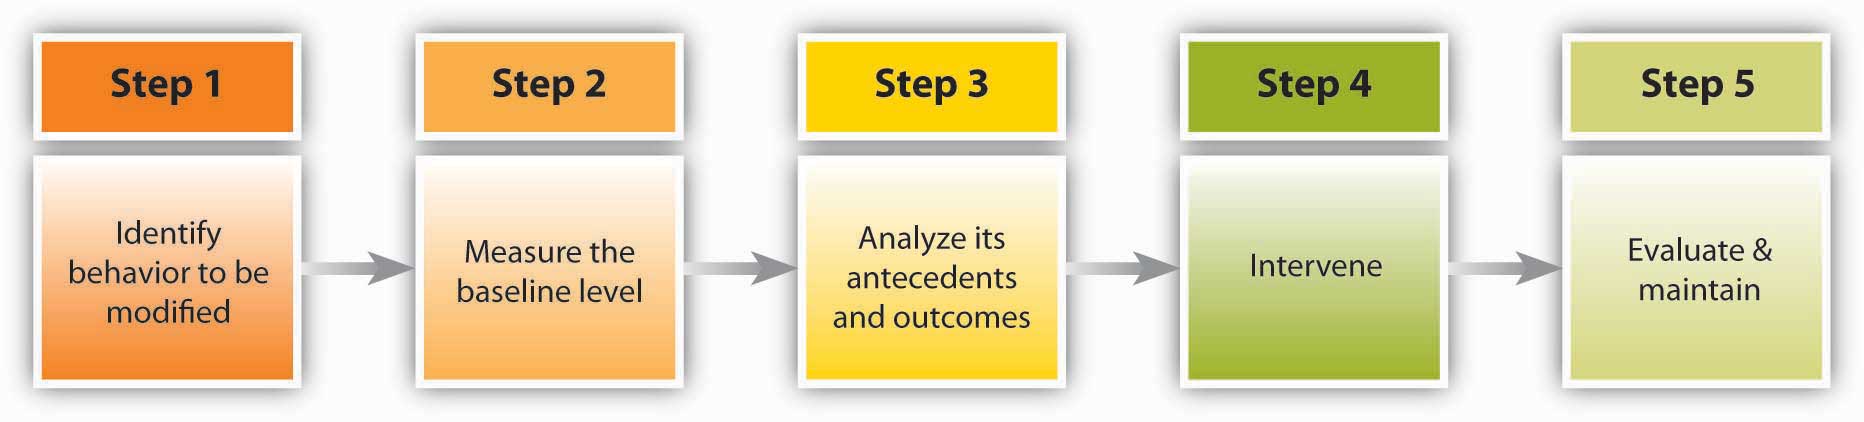 Step 1
Identify
behavior to be
modified
Step 2
Measure the
baseline level
Step 3
Analyze its
antecedents
and outcomes
Step 4
Intervene
Step 5
Evaluate &
maintain